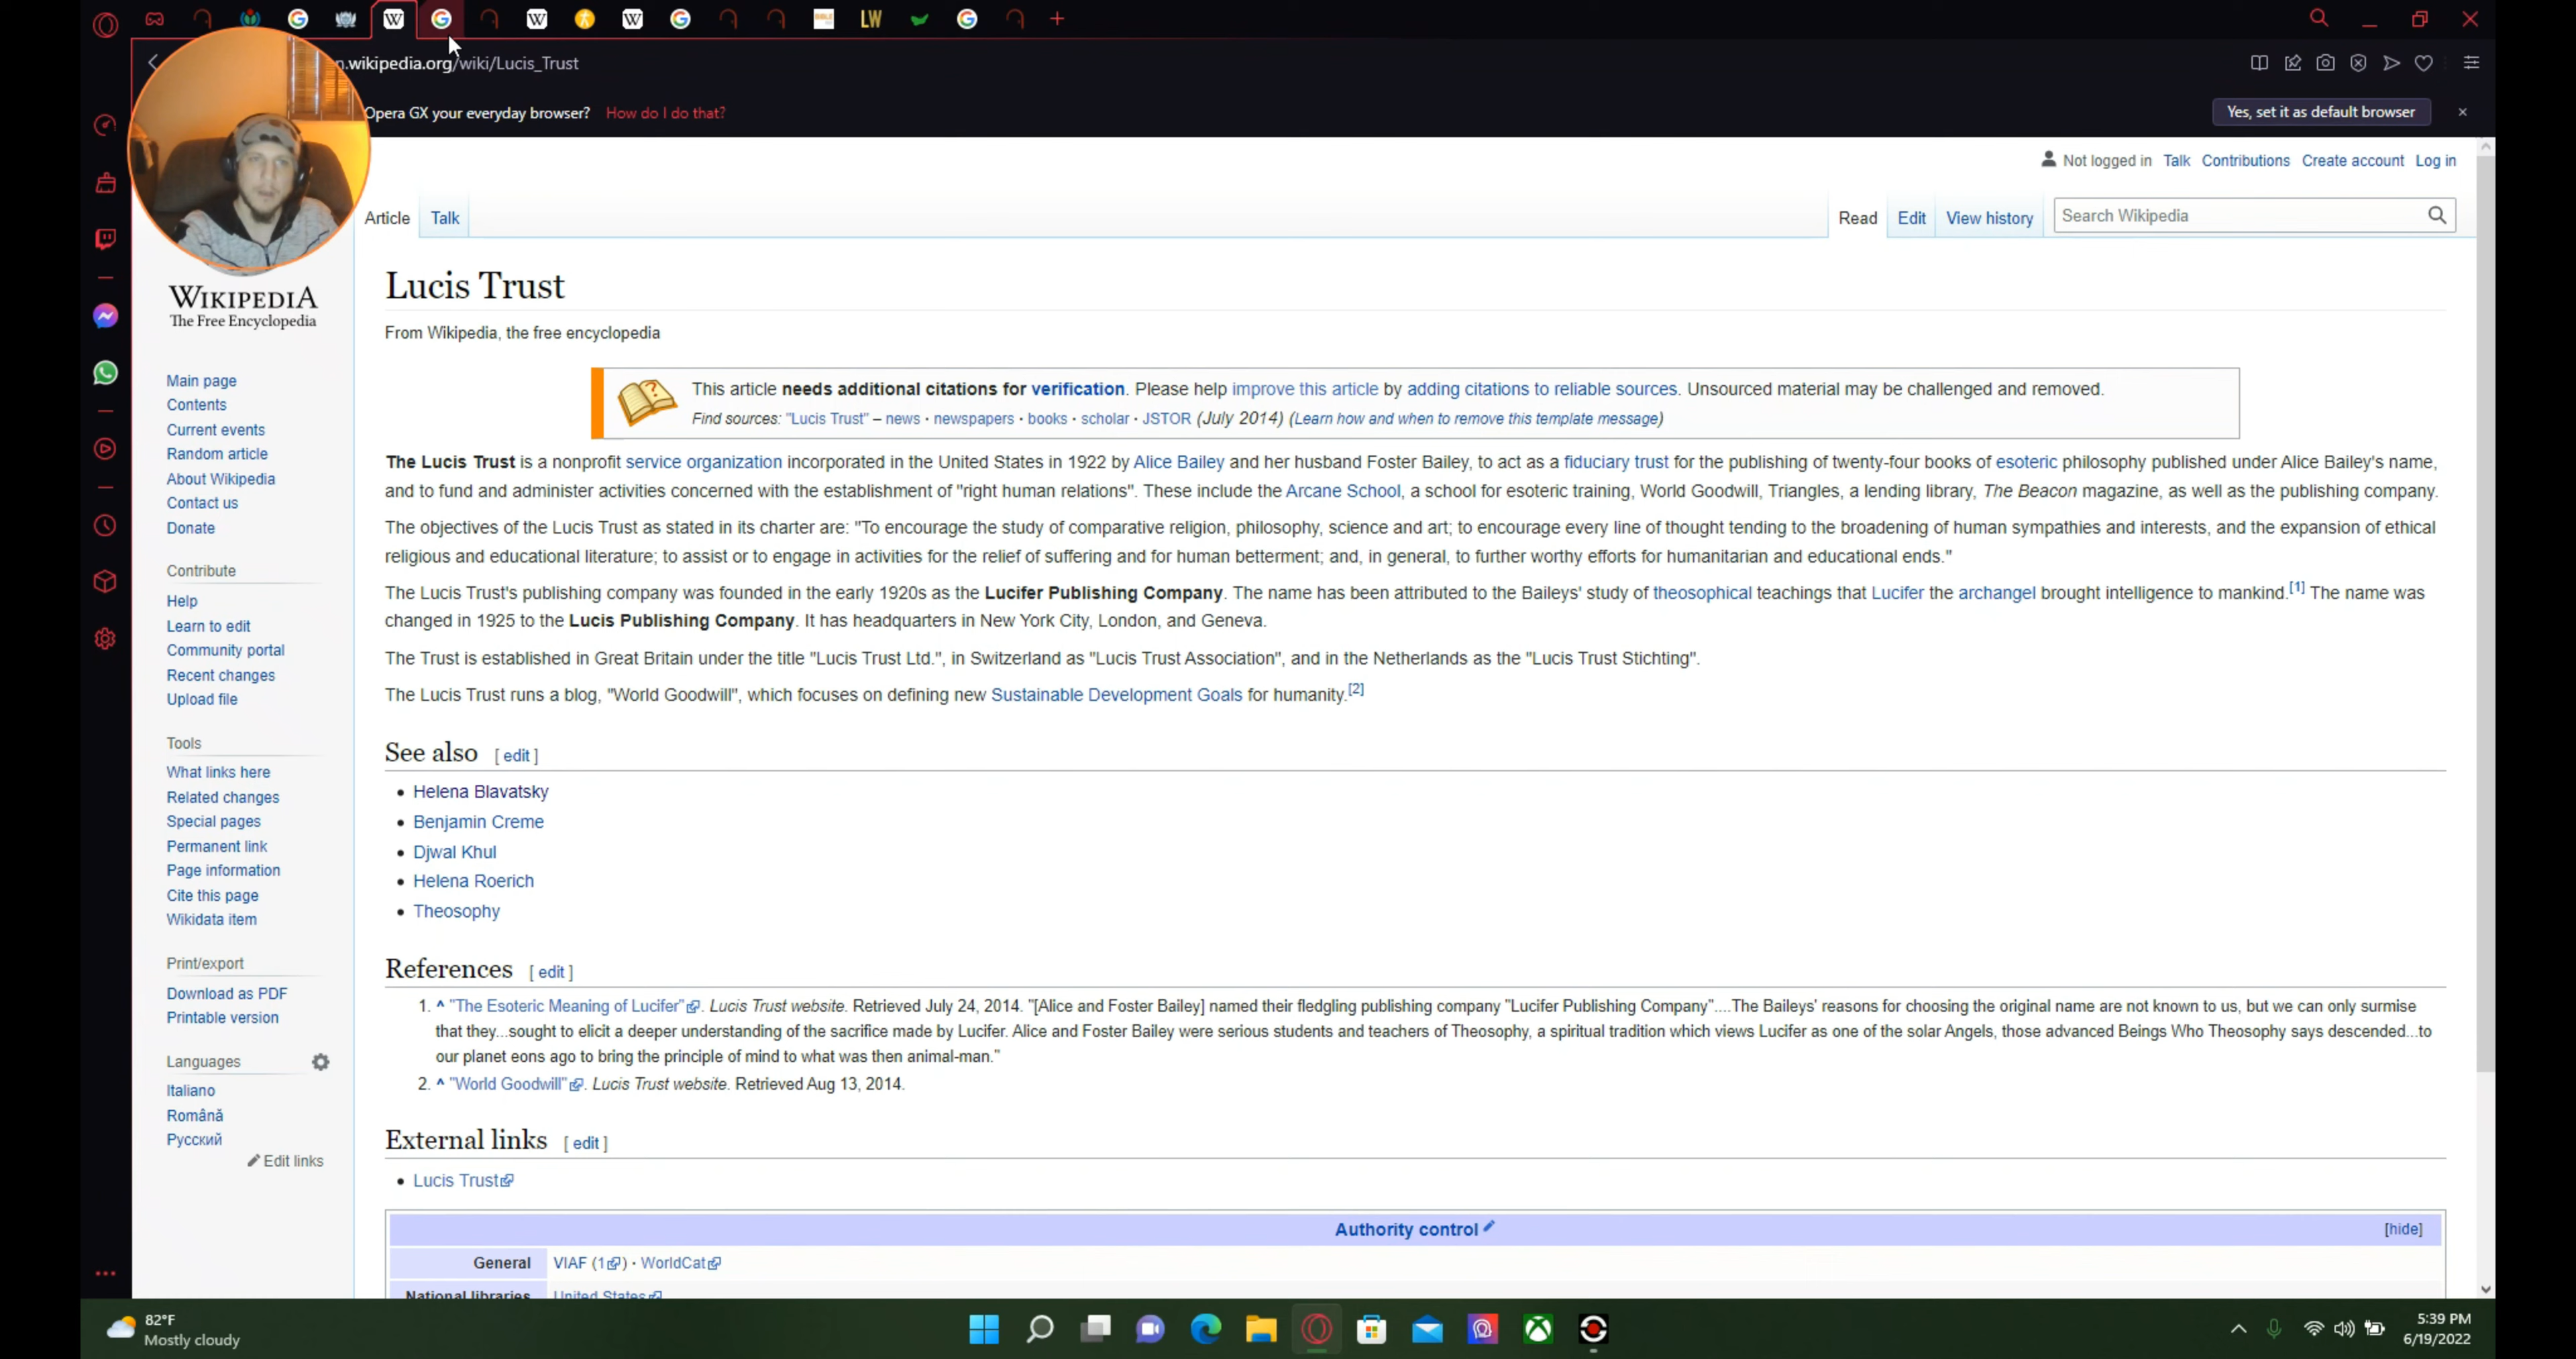 n.wikipedia.org/wiki/Lucis_Trust
Opera GX your everyday browser? How do I do that?
Yes, set it as default browser
Not logged in Talk Contributions Create account Log in
Article Talk Read Edit View history Search Wikipedia
WIKIPEDIA
The Free Encyclopedia
Main page
Contents
Current events
Random article
About Wikipedia
Contact us
Donate
Contribute
Help
Learn to edit
Community portal
Recent changes
Upload file
Tools
What links here
Related changes
Special pages
Permanent link
Page information
Cite this page
Wikidata item
Print/export
Download as PDF
Printable version
Languages
Italiano
Română
Русский
Edit links
Lucis Trust
From Wikipedia, the free encyclopedia
This article needs additional citations for verification. Please help improve this article by adding citations to reliable sources. Unsourced material may be challenged and removed.
Find sources: "Lucis Trust" – news · newspapers · books · scholar · JSTOR (July 2014) (Learn how and when to remove this template message)
The Lucis Trust is a nonprofit service organization incorporated in the United States in 1922 by Alice Bailey and her husband Foster Bailey, to act as a fiduciary trust for the publishing of twenty-four books of esoteric philosophy published under Alice Bailey's name,
and to fund and administer activities concerned with the establishment of "right human relations". These include the Arcane School, a school for esoteric training, World Goodwill, Triangles, a lending library, The Beacon magazine, as well as the publishing company.
The objectives of the Lucis Trust as stated in its charter are: "To encourage the study of comparative religion, philosophy, science and art; to encourage every line of thought tending to the broadening of human sympathies and interests, and the expansion of ethical
religious and educational literature; to assist or to engage in activities for the relief of suffering and for human betterment; and, in general, to further worthy efforts for humanitarian and educational ends."
The Lucis Trust's publishing company was founded in the early 1920s as the Lucifer Publishing Company. The name has been attributed to the Baileys' study of theosophical teachings that Lucifer the archangel brought intelligence to mankind.[1] The name was
changed in 1925 to the Lucis Publishing Company. It has headquarters in New York City, London, and Geneva.
The Trust is established in Great Britain under the title "Lucis Trust Ltd.", in Switzerland as "Lucis Trust Association", and in the Netherlands as the "Lucis Trust Stichting".
The Lucis Trust runs a blog, "World Goodwill", which focuses on defining new Sustainable Development Goals for humanity.[2]
See also [ edit ]
• Helena Blavatsky
• Benjamin Creme
• Djwal Khul
• Helena Roerich
• Theosophy
References [ edit ]
1. ^ "The Esoteric Meaning of Lucifer". Lucis Trust website. Retrieved July 24, 2014. "[Alice and Foster Bailey] named their fledgling publishing company "Lucifer Publishing Company"....The Baileys' reasons for choosing the original name are not known to us, but we can only surmise
that they...sought to elicit a deeper understanding of the sacrifice made by Lucifer. Alice and Foster Bailey were serious students and teachers of Theosophy, a spiritual tradition which views Lucifer as one of the solar Angels, those advanced Beings Who Theosophy says descended...to
our planet eons ago to bring the principle of mind to what was then animal-man."
2. ^ "World Goodwill". Lucis Trust website. Retrieved Aug 13, 2014.
External links [ edit ]
• Lucis Trust
Authority control [hide]
General VIAF (1) · WorldCat
National libraries United States
82°F
Mostly cloudy
5:39 PM
6/19/2022
LW